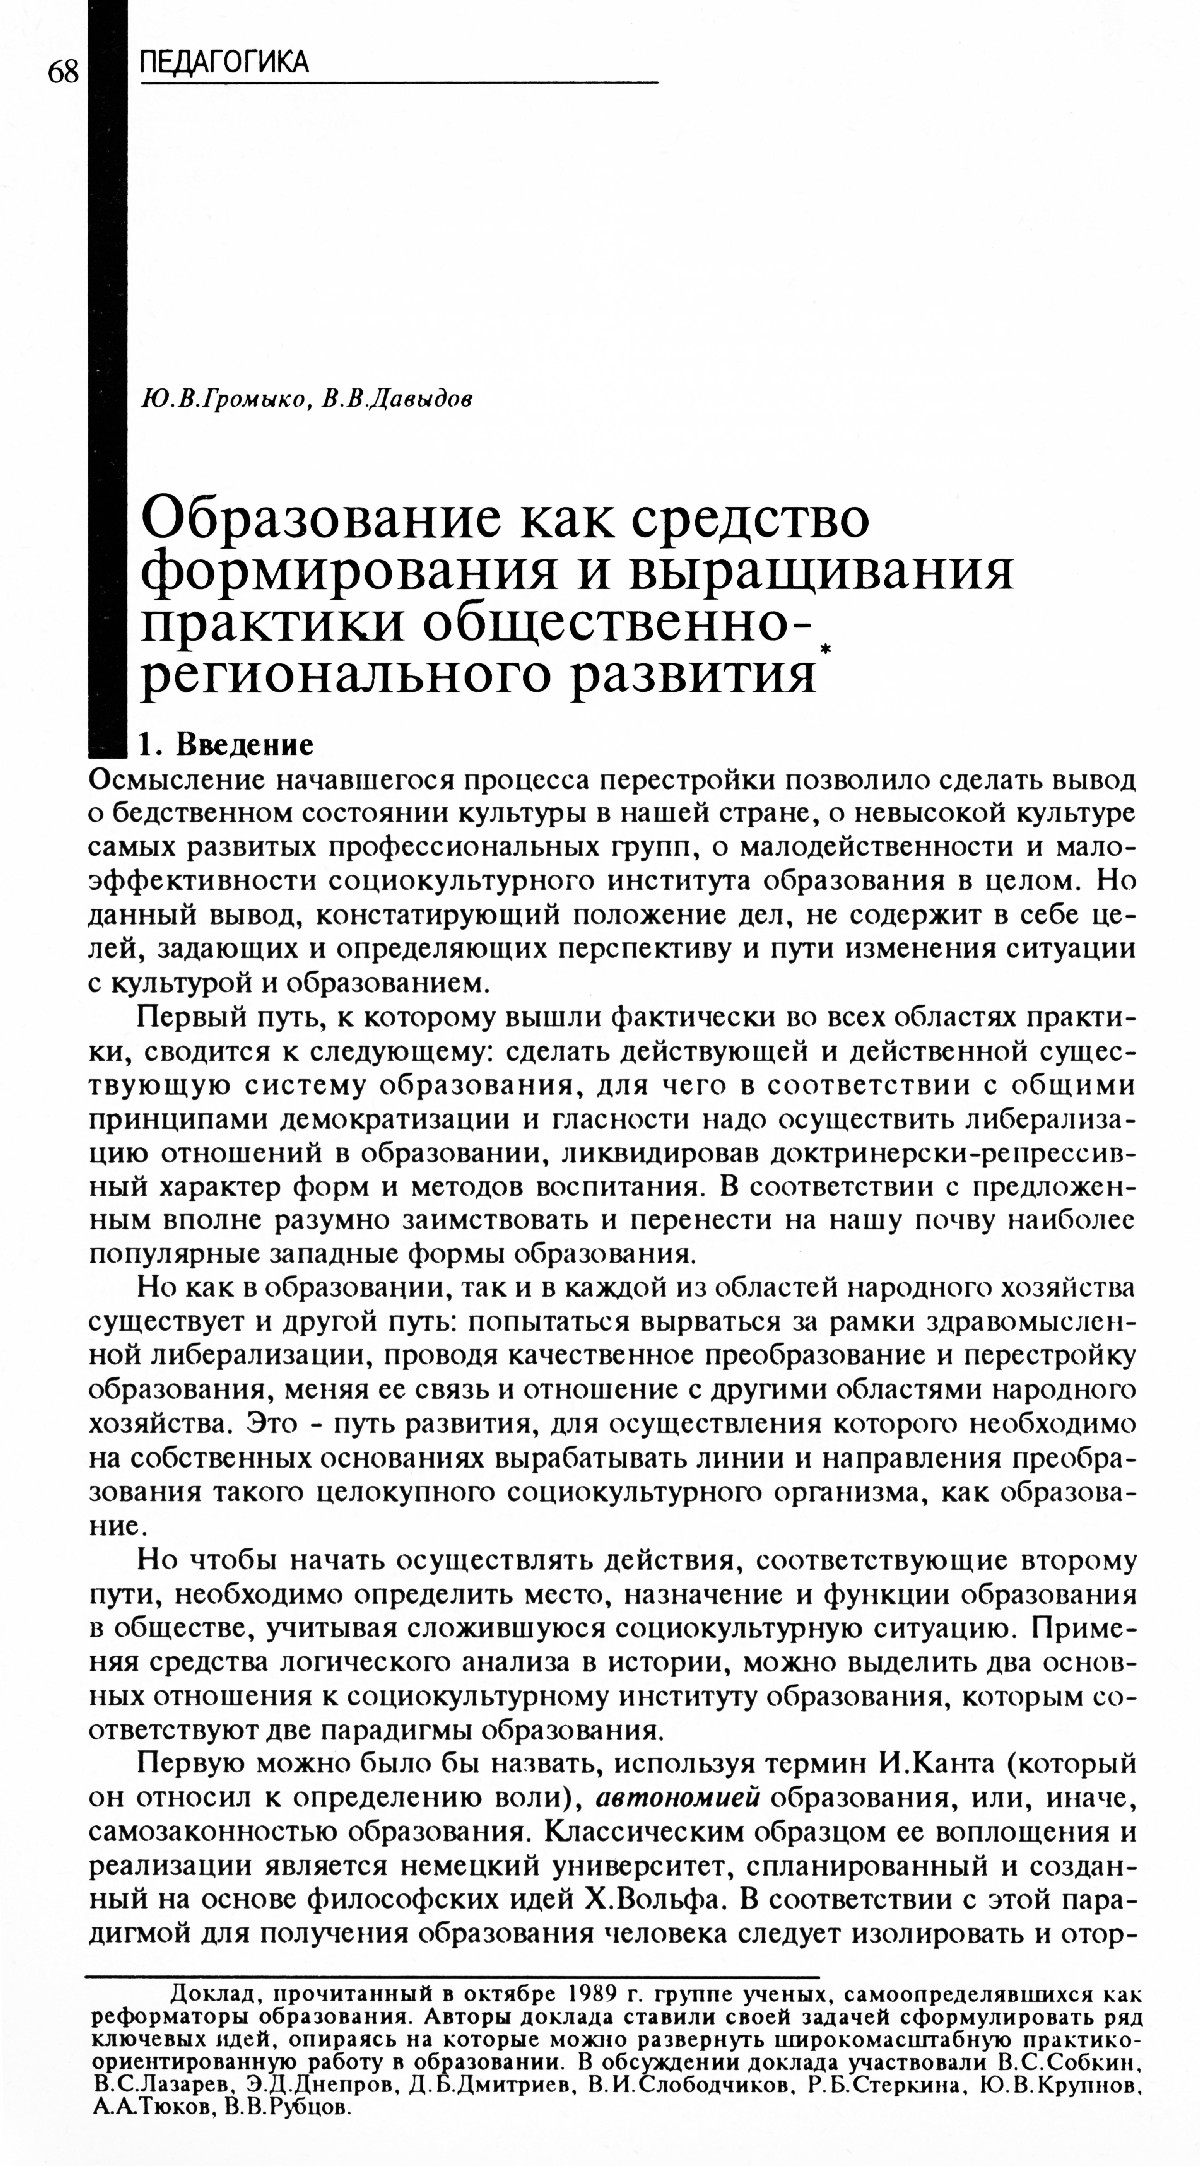 68
ПЕДАГОГИКА
Ю.В.Громыко, В.В.Давыдов
Образование как средство
формирования и выращивания
практики общественно-
регионального развития*
1. Введение
Осмысление начавшегося процесса перестройки позволило сделать вывод
о бедственном состоянии культуры в нашей стране, о невысокой культуре
самых развитых профессиональных групп, о малодейственности и мало-
эффективности социокультурного института образования в целом. Но
данный вывод, констатирующий положение дел, не содержит в себе це-
лей, задающих и определяющих перспективу и пути изменения ситуации
с культурой и образованием.
Первый путь, к которому вышли фактически во всех областях практи-
ки, сводится к следующему: сделать действующей и действенной сущес-
твующую систему образования, для чего в соответствии с общими
принципами демократизации и гласности надо осуществить либерализа-
цию отношений в образовании, ликвидировав доктринерски-репрессив-
ный характер форм и методов воспитания. В соответствии с предложен-
ным вполне разумно заимствовать и перенести на нашу почву наиболее
популярные западные формы образования.
Но как в образовании, так и в каждой из областей народного хозяйства
существует и другой путь: попытаться вырваться за рамки здравомыслен-
ной либерализации, проводя качественное преобразование и перестройку
образования, меняя ее связь и отношение с другими областями народного
хозяйства. Это - путь развития, для осуществления которого необходимо
на собственных основаниях вырабатывать линии и направления преобра-
зования такого целокупного социокультурного организма, как образова-
ние.
Но чтобы начать осуществлять действия, соответствующие второму
пути, необходимо определить место, назначение и функции образования
в обществе, учитывая сложившуюся социокультурную ситуацию. Приме-
няя средства логического анализа в истории, можно выделить два основ-
ных отношения к социокультурному институту образования, которым со-
ответствуют две парадигмы образования.
Первую можно было бы назвать, используя термин И.Канта (который
он относил к определению воли), автономией образования, или, иначе,
самозаконностью образования. Классическим образцом ее воплощения и
реализации является немецкий университет, спланированный и создан-
ный на основе философских идей Х.Вольфа. В соответствии с этой пара-
дигмой для получения образования человека следует изолировать и отор-
Доклад, прочитанный в октябре 1989 г. группе ученых, самоопределявшихся как
реформаторы образования. Авторы доклада ставили своей задачей сформулировать ряд
ключевых идей, опираясь на которые можно развернуть широкомасштабную практико-
ориентированную работу в образовании. В обсуждении доклада участвовали В.С.Собкин,
В.С.Лазарев, Э.Д.Днепров, Д.Б.Дмитриев, В.И.Слободчиков, Р.Б.Стеркина, Ю.В.Крупнов,
А.А.Тюков, В.В.Рубцов.